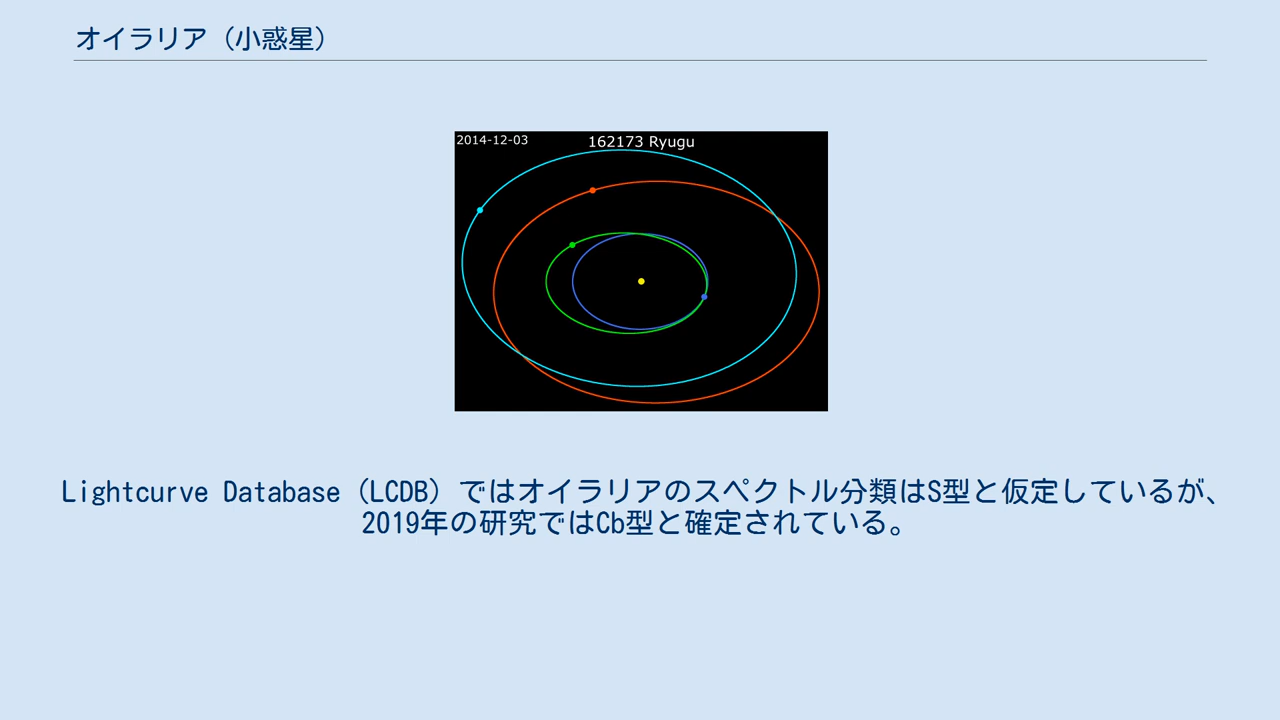 オイラリア（小惑星）
2014-12-03
162173 Ryugu
Lightcurve Database（LCDB）ではオイラリアのスペクトル分類はS型と仮定しているが、
2019年の研究ではCb型と確定されている。